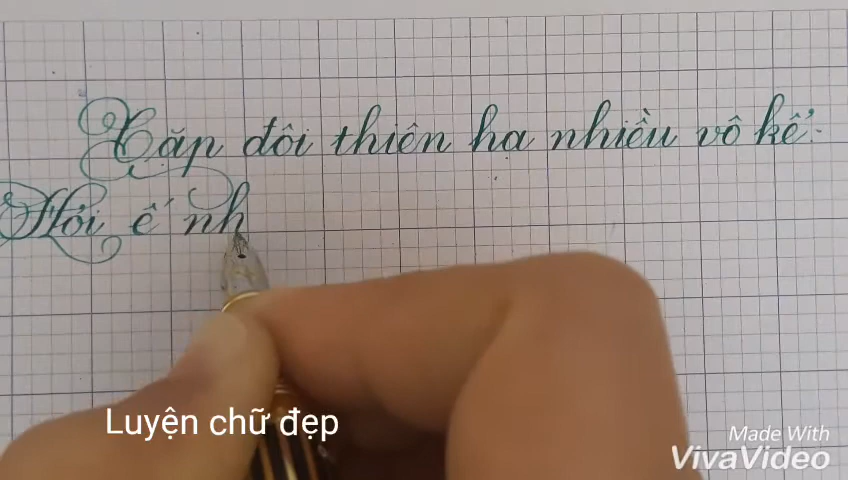 Cặp đôi thiên hạ nhiều vô kể.
Hỏi ế nh
Luyện chữ đẹp
Made With
VivaVideo